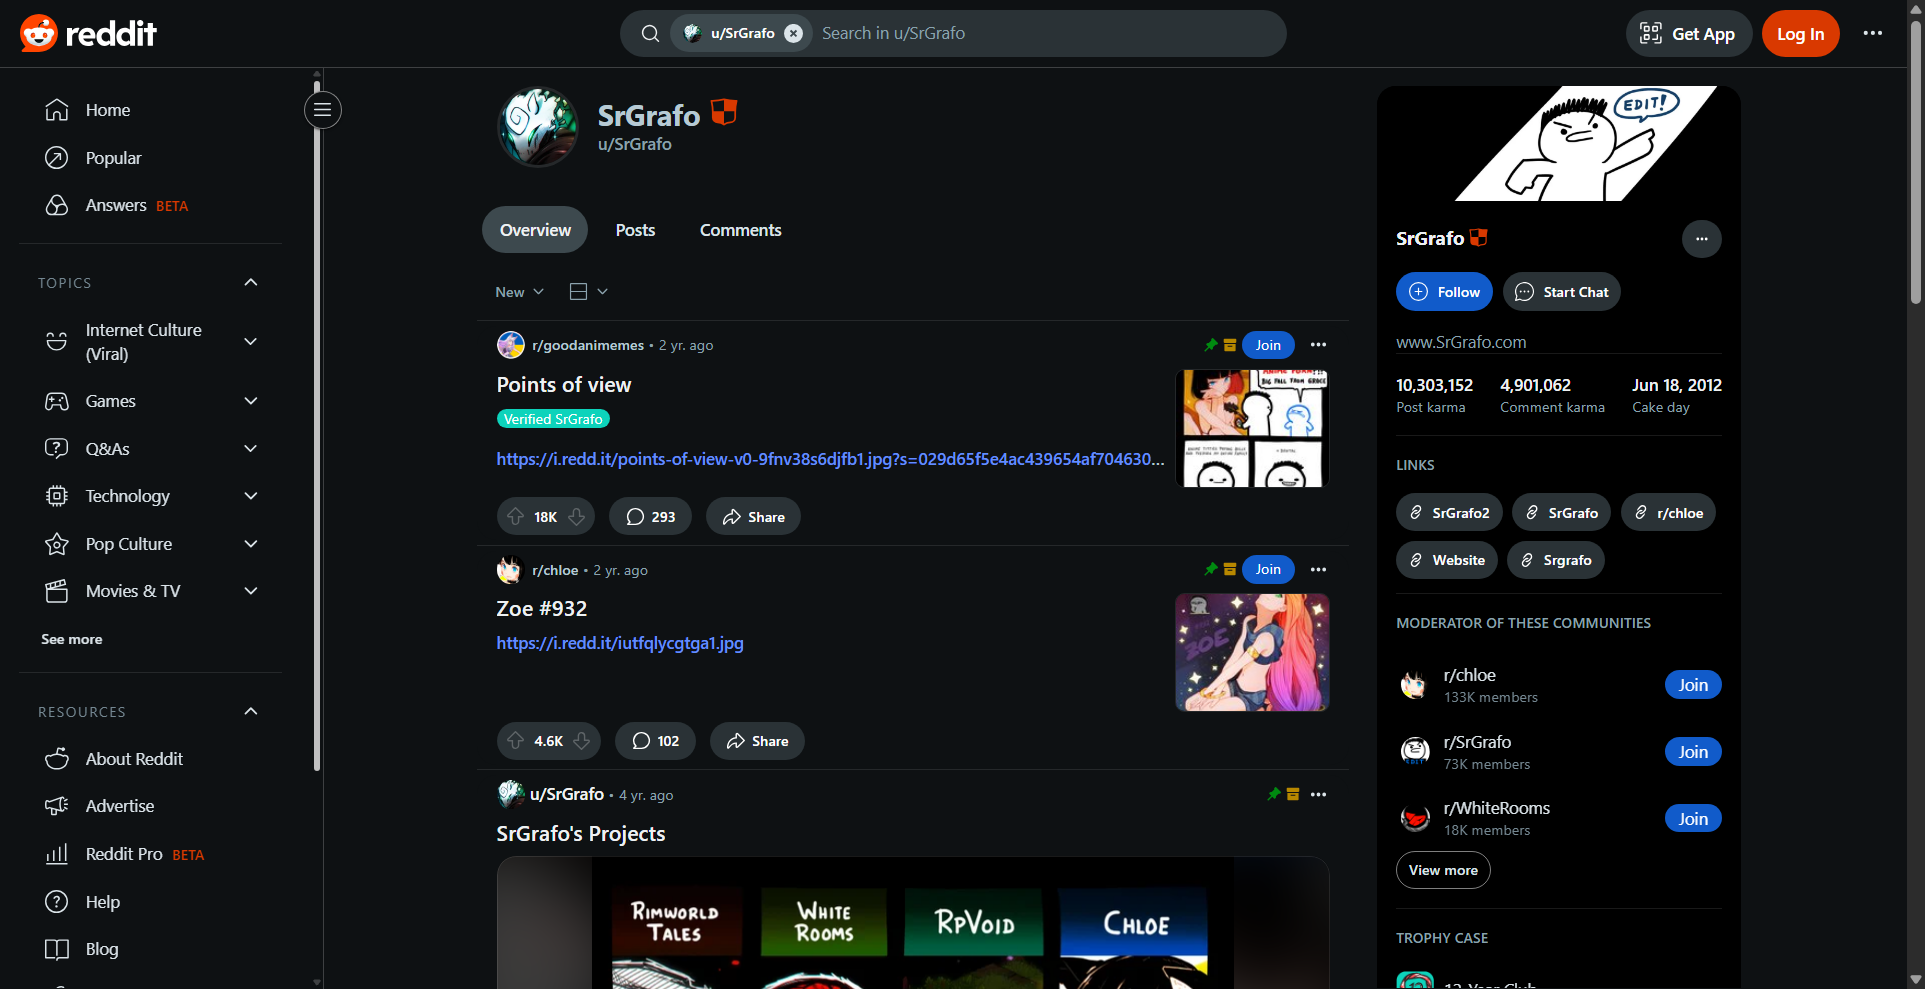 reddit
u/SrGrafo
Search in u/SrGrafo
Get App
Log In
Home
Popular
Answers BETA
TOPICS
Internet Culture
(Viral)
Games
Q&As
Technology
Pop Culture
Movies & TV
See more
RESOURCES
About Reddit
Advertise
Reddit Pro BETA
Help
Blog
SrGrafo
u/SrGrafo
Overview
Posts
Comments
New
r/goodanimemes • 2 yr. ago
Join
Points of view
Verified SrGrafo
https://i.redd.it/points-of-view-v0-9fnv38s6djfb1.jpg?s=029d65f5e4ac439654af704630...
BIG FALL FROM GRACE
18K
293
Share
r/chloe • 2 yr. ago
Join
Zoe #932
https://i.redd.it/iutfqlycgtga1.jpg
ZOE
4.6K
102
Share
u/SrGrafo • 4 yr. ago
SrGrafo's Projects
RIMWORLD
TALES
WHITE
ROOMS
RPVOID
CHLOE
EDIT!
SrGrafo
Follow
Start Chat
www.SrGrafo.com
10,303,152
Post karma
4,901,062
Comment karma
Jun 18, 2012
Cake day
LINKS
SrGrafo2
SrGrafo
r/chloe
Website
Srgrafo
MODERATOR OF THESE COMMUNITIES
r/chloe
133K members
Join
r/SrGrafo
73K members
Join
r/WhiteRooms
18K members
Join
View more
TROPHY CASE